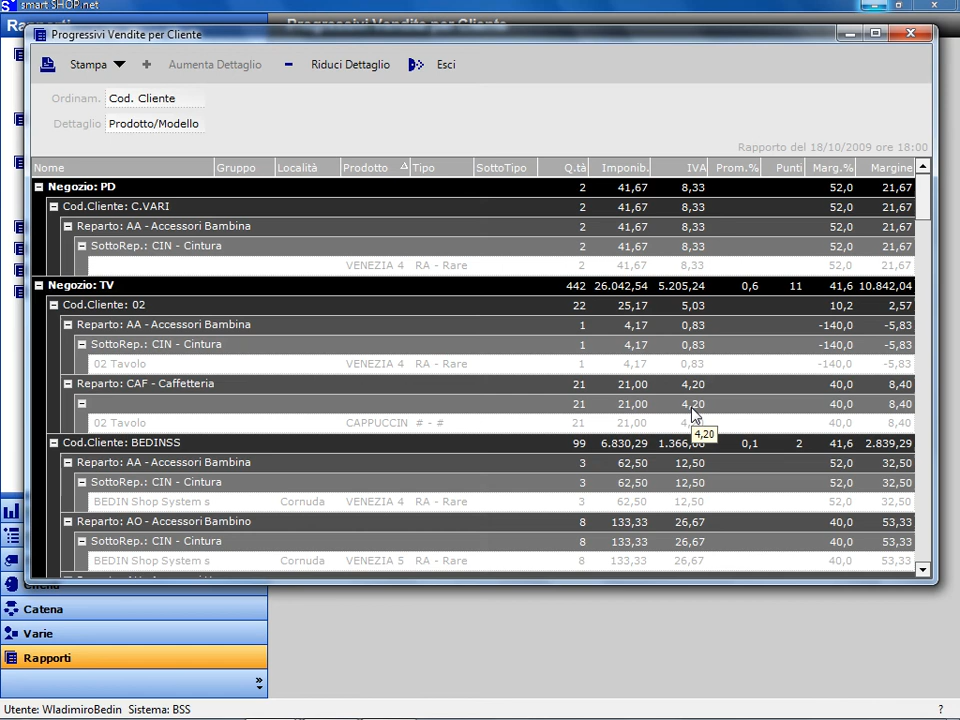 smart SHOP.net
Progressivi Vendite per Cliente
Stampa Aumenta Dettaglio Riduci Dettaglio Esci
Ordinam. Cod. Cliente
Dettaglio Prodotto/Modello
Rapporto del 18/10/2009 ore 18:00
Nome Gruppo Località Prodotto Tipo SottoTipo Q.tà Imponib. IVA Prom.% Punti Marg.% Margine
Negozio: PD 2 41,67 8,33 52,0 21,67
Cod.Cliente: C.VARI 2 41,67 8,33 52,0 21,67
Reparto: AA - Accessori Bambina 2 41,67 8,33 52,0 21,67
SottoRep.: CIN - Cintura 2 41,67 8,33 52,0 21,67
VENEZIA 4 RA - Rare 2 41,67 8,33 52,0 21,67
Negozio: TV 442 26.042,54 5.205,24 0,6 11 41,6 10.842,04
Cod.Cliente: 02 22 25,17 5,03 10,2 2,57
Reparto: AA - Accessori Bambina 1 4,17 0,83 -140,0 -5,83
SottoRep.: CIN - Cintura 1 4,17 0,83 -140,0 -5,83
02 Tavolo VENEZIA 4 RA - Rare 1 4,17 0,83 -140,0 -5,83
Reparto: CAF - Caffetteria 21 21,00 4,20 40,0 8,40
21 21,00 4,20 40,0 8,40
02 Tavolo CAPPUCCIN # - # 21 21,00 40,0 8,40
4,20
Cod.Cliente: BEDINSS 99 6.830,29 0,1 2 41,6 2.839,29
Reparto: AA - Accessori Bambina 3 62,50 12,50 52,0 32,50
SottoRep.: CIN - Cintura 3 62,50 12,50 52,0 32,50
BEDIN Shop System s Cornuda VENEZIA 4 RA - Rare 3 62,50 12,50 52,0 32,50
Reparto: AO - Accessori Bambino 8 133,33 26,67 40,0 53,33
SottoRep.: CIN - Cintura 8 133,33 26,67 40,0 53,33
BEDIN Shop System s Cornuda VENEZIA 5 RA - Rare 8 133,33 26,67 40,0 53,33
Catena
Varie
Rapporti
Utente: WladimiroBedin Sistema: BSS ?